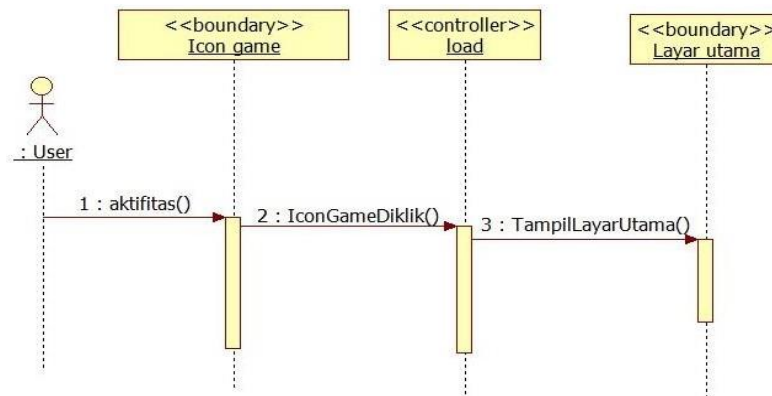 <<boundary>>
Icon game
<<controller>>
load
<<boundary>>
Layar utama
: User
1 : aktifitas()
2 : IconGameDiklik()
3 : TampilLayarUtama()